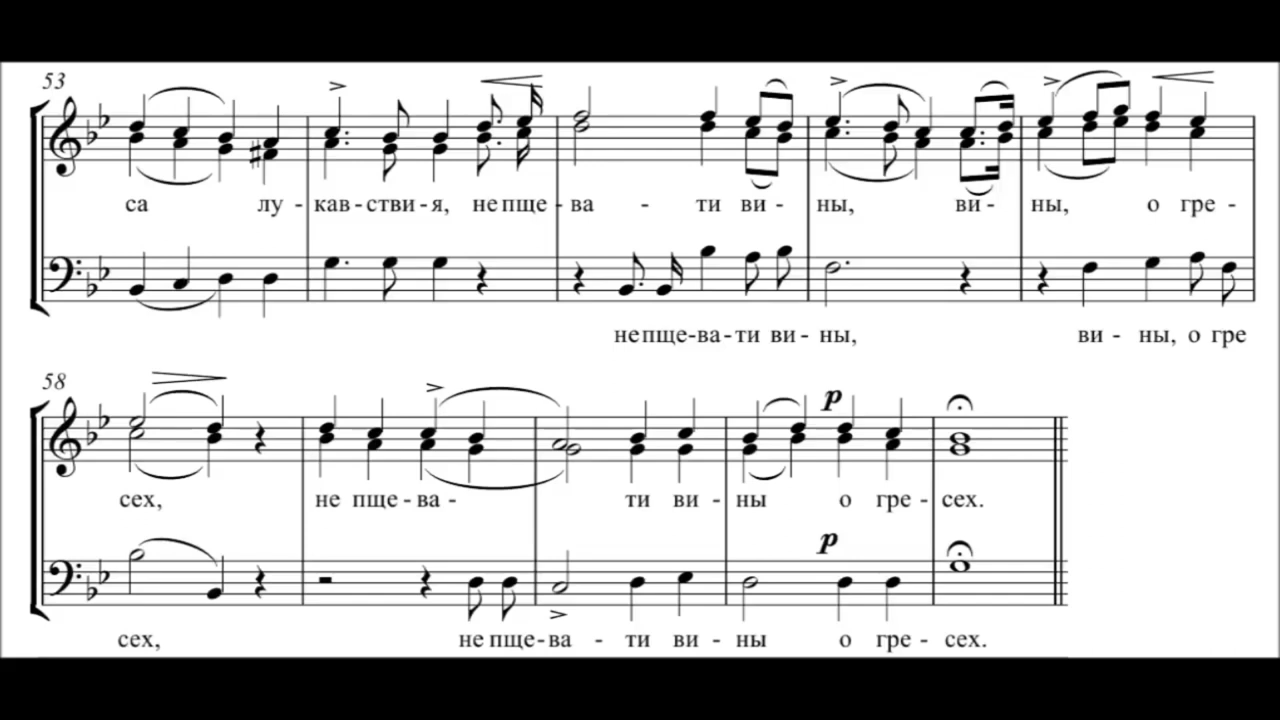 53
са лу - кав-ствия, не пще - ва - ти ви - ны, ви - ны, о гре -
не пще-ва-ти ви - ны, ви - ны, о гре
58
p
сех, не пще - ва - ти ви - ны о гре - сех.
p
сех, не пще-ва - ти ви - ны о гре - сех.